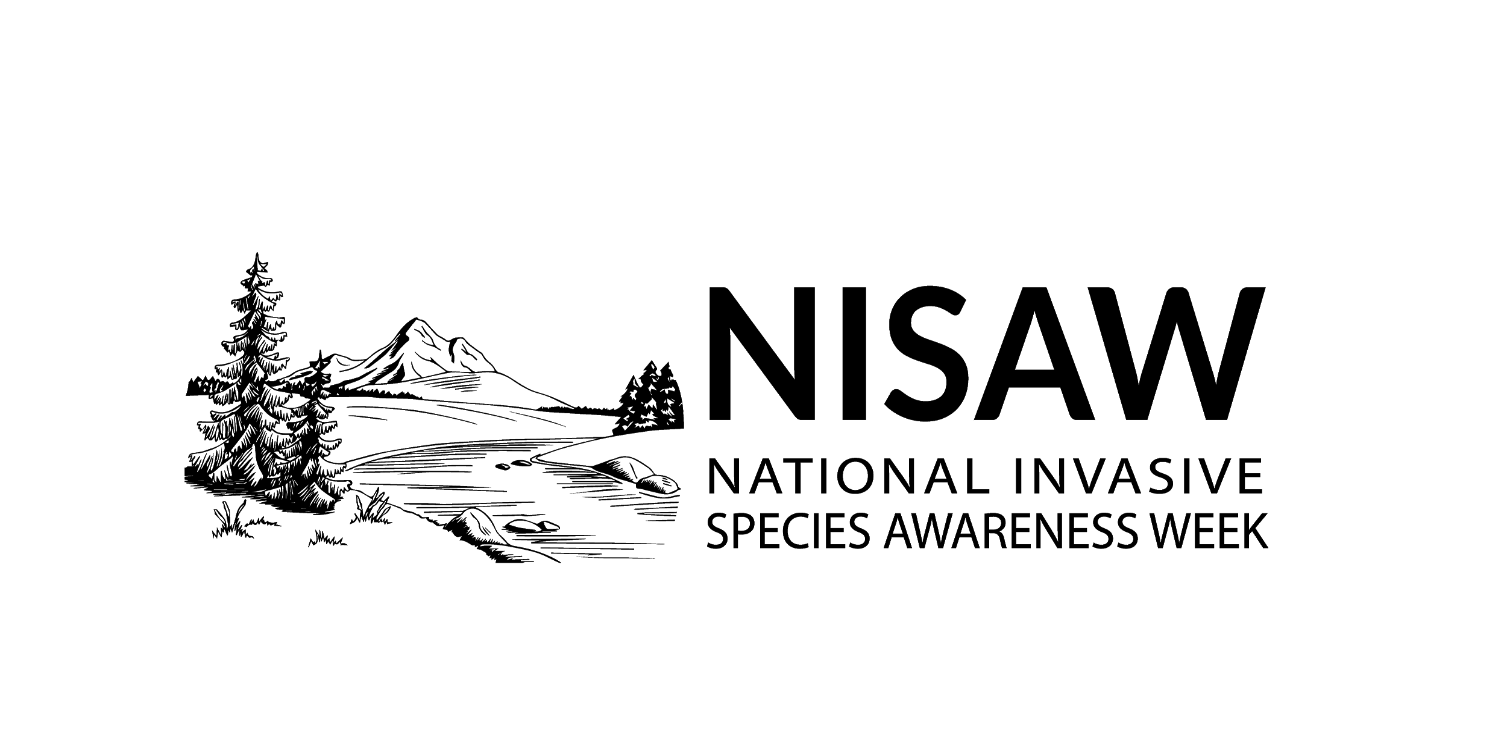 NISAW
NATIONAL INVASIVE
SPECIES AWARENESS WEEK